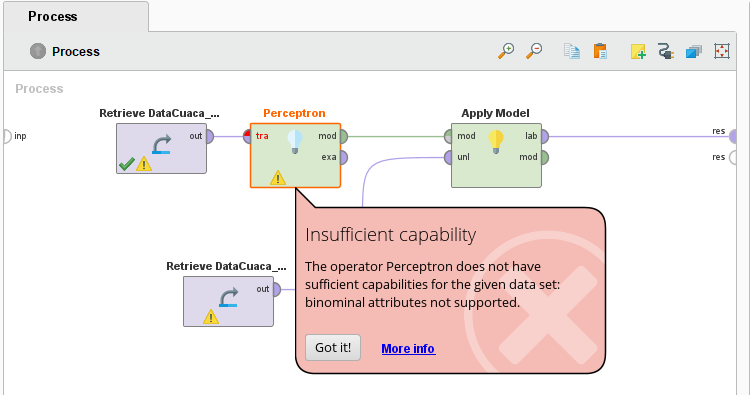 Process
Process
Process
Retrieve DataCuaca_...
Perceptron
Apply Model
inp
out
tra
mod
exa
mod
lab
unl
mod
res
res
Retrieve DataCuaca_...
out
Insufficient capability
The operator Perceptron does not have
sufficient capabilities for the given data set:
binominal attributes not supported.
Got it!
More info